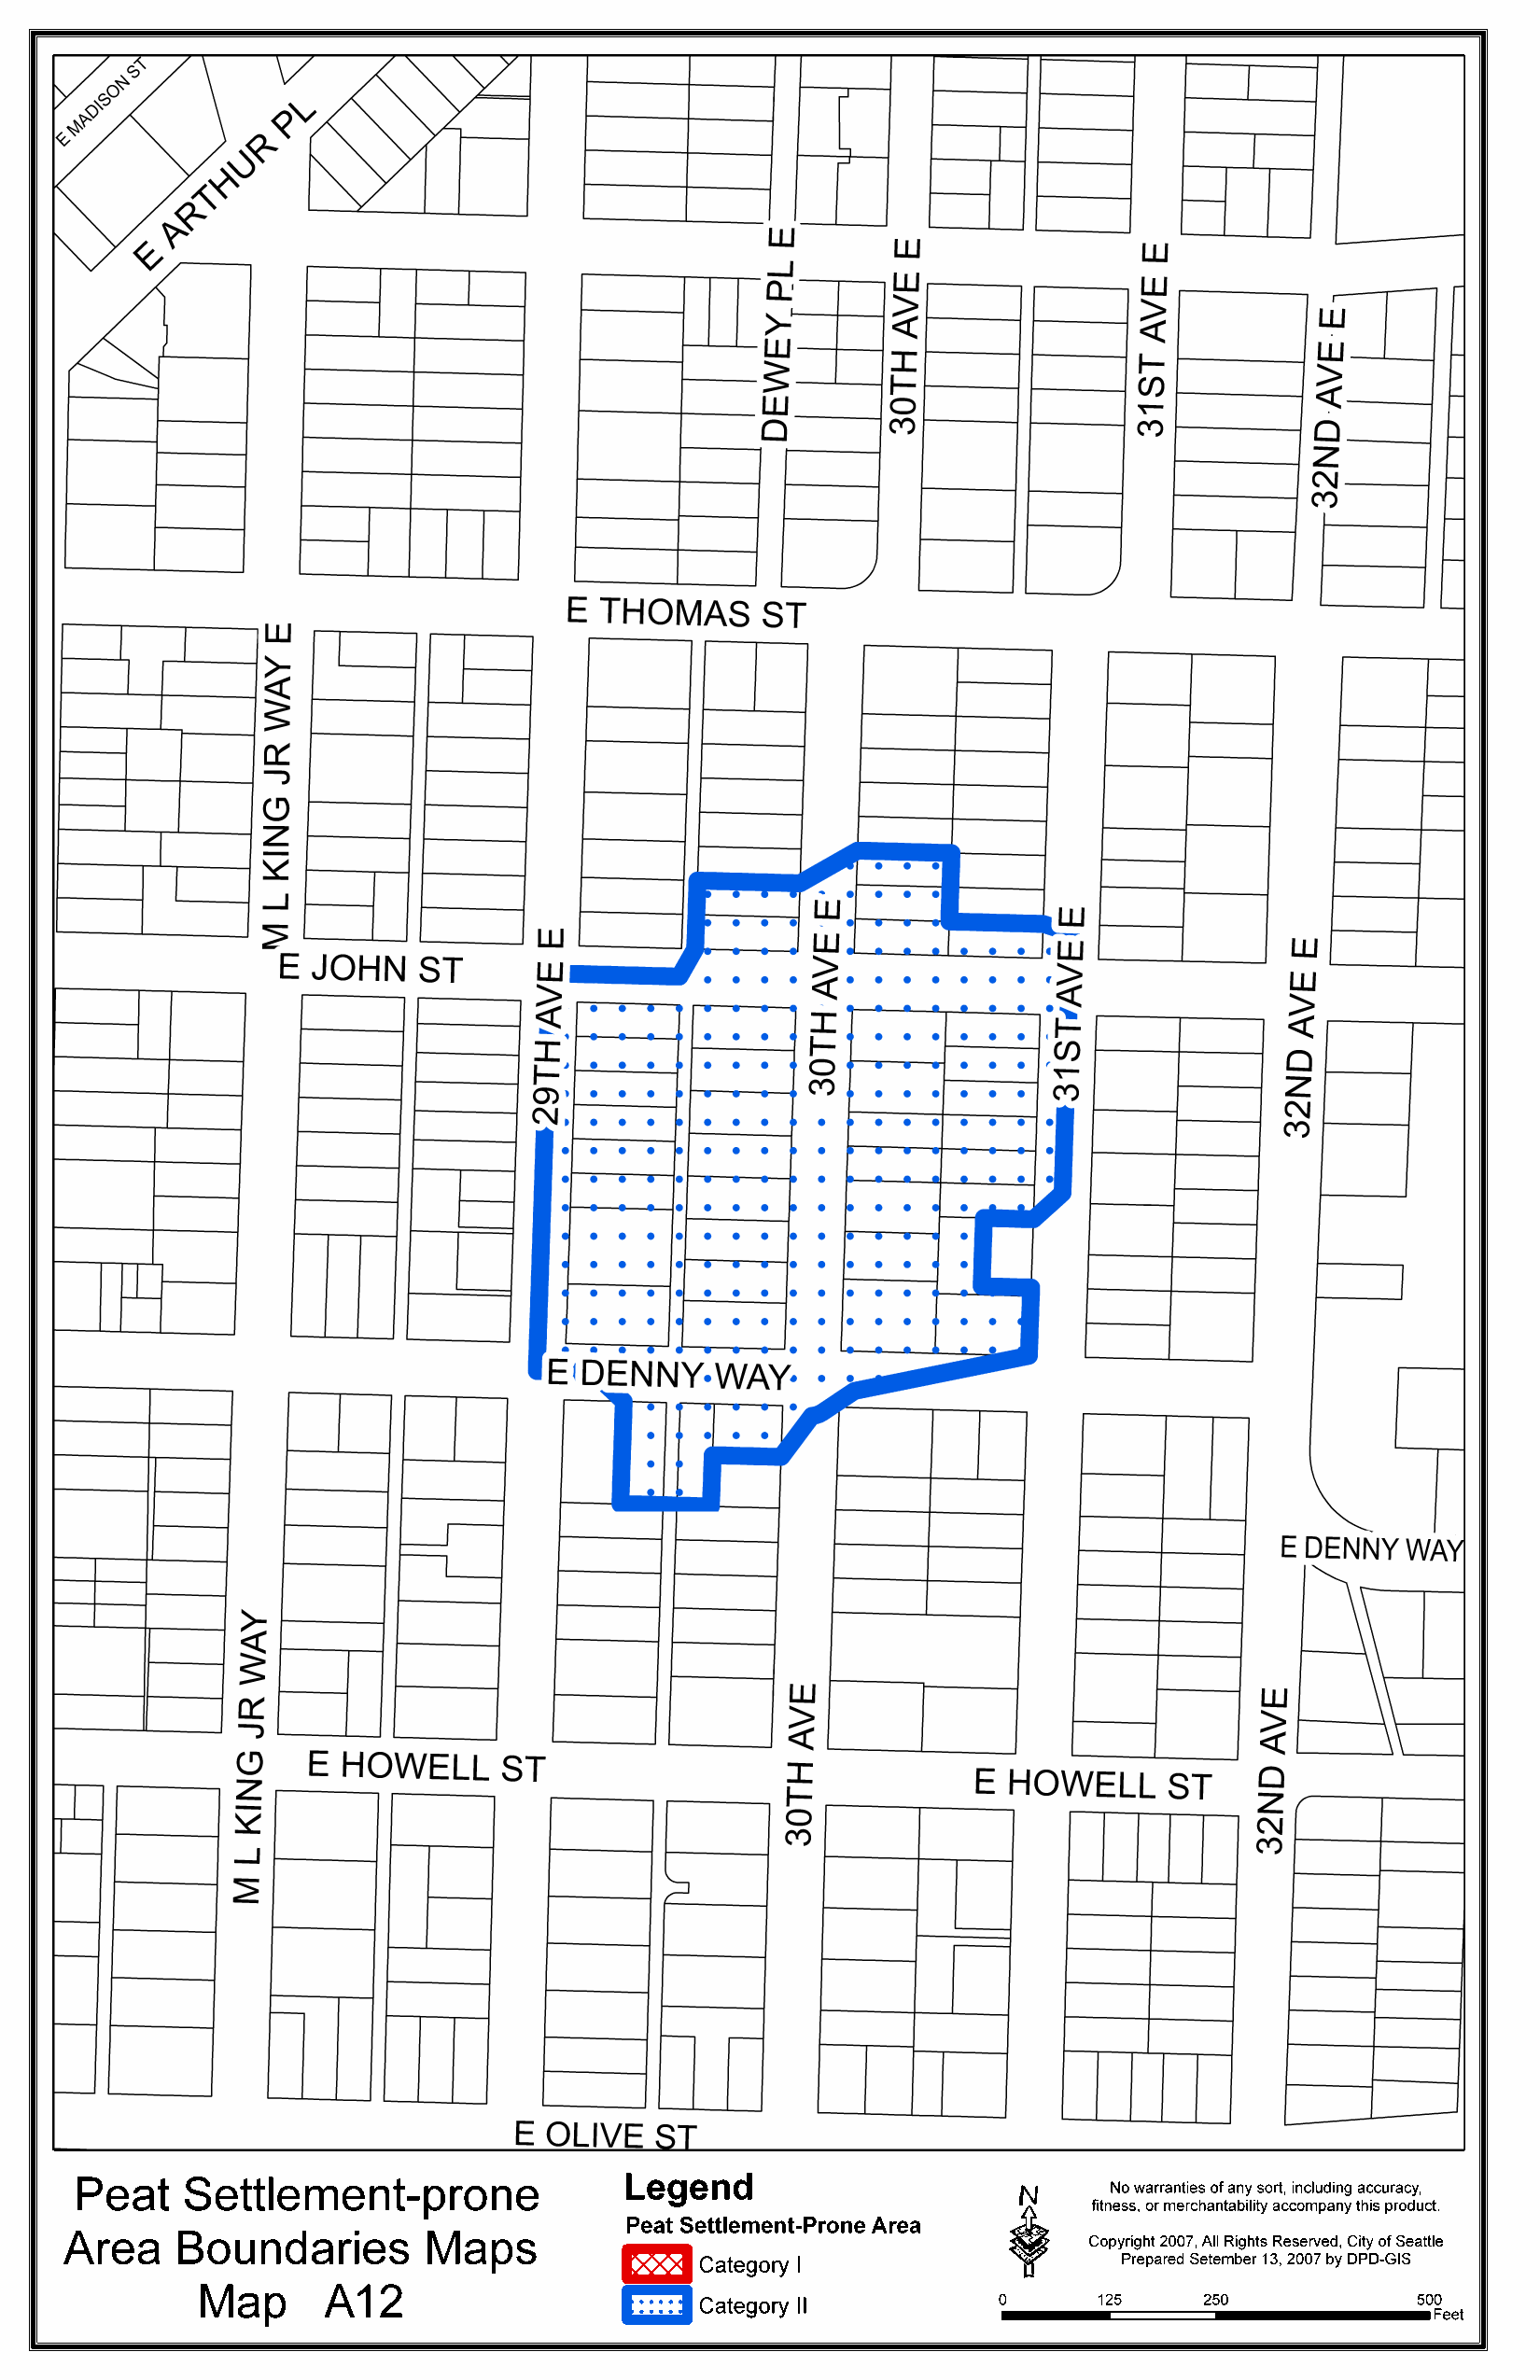 E MADISON ST
E ARTHUR PL
DEWEY PL E
30TH AVE E
31ST AVE E
32ND AVE E
E THOMAS ST
M L KING JR WAY E
E JOHN ST
29TH AVE E
30TH AVE E
31ST AVE E
32ND AVE E
E DENNY WAY
E DENNY WAY
M L KING JR WAY
E HOWELL ST
30TH AVE
E HOWELL ST
32ND AVE
E OLIVE ST
Peat Settlement-prone
Area Boundaries Maps
Map A12
Legend
Peat Settlement-Prone Area
Category I
Category II
N
No warranties of any sort, including accuracy,
fitness, or merchantability accompany this product.
Copyright 2007, All Rights Reserved, City of Seattle
Prepared Setember 13, 2007 by DPD-GIS
0 125 250 500
Feet